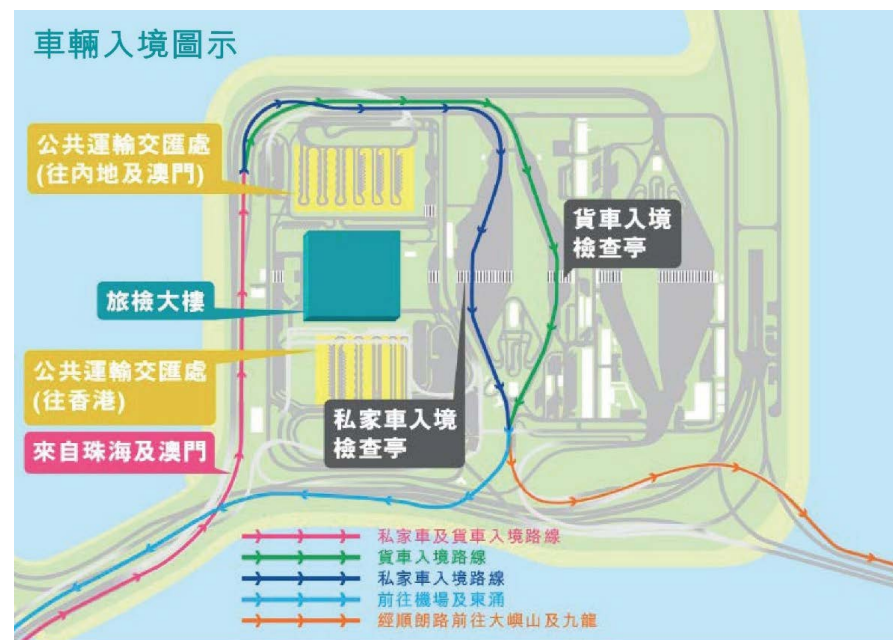 車輛入境圖示
公共運輸交匯處
(往內地及澳門)
貨車入境
檢查亭
旅檢大樓
公共運輸交匯處
(往香港)
私家車入境
檢查亭
來自珠海及澳門
私家車及貨車入境路線
貨車入境路線
私家車入境路線
前往機場及東涌
經順朗路前往大嶼山及九龍